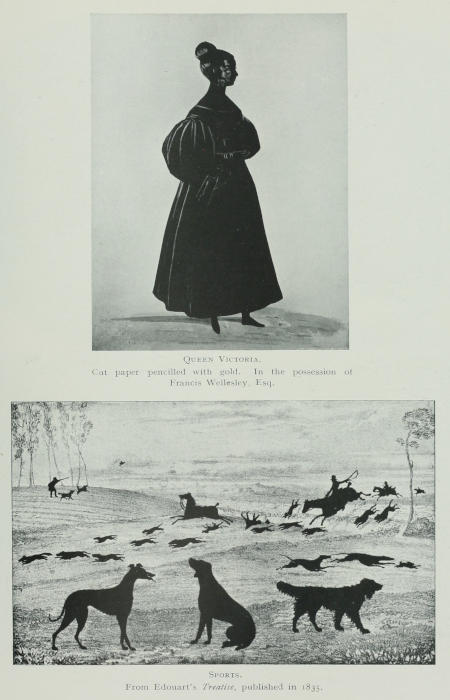 QUEEN VICTORIA.
Cut paper pencilled with gold. In the possession of
Francis Wellesley, Esq.
SPORTS.
From Edouart's Treatise, published in 1835.